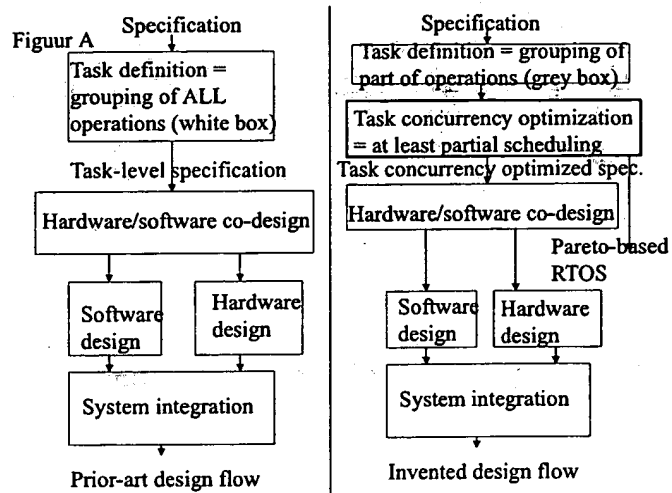 Figuur A
Specification
Task definition =
grouping of ALL
operations (white box)
Task-level specification
Hardware/software co-design
Software
design
Hardware
design
System integration
Prior-art design flow
Specification
Task definition = grouping of
part of operations (grey box)
Task concurrency optimization
= at least partial scheduling
Task concurrency optimized spec.
Hardware/software co-design
Pareto-based
RTOS
Software
design
Hardware
design
System integration
Invented design flow